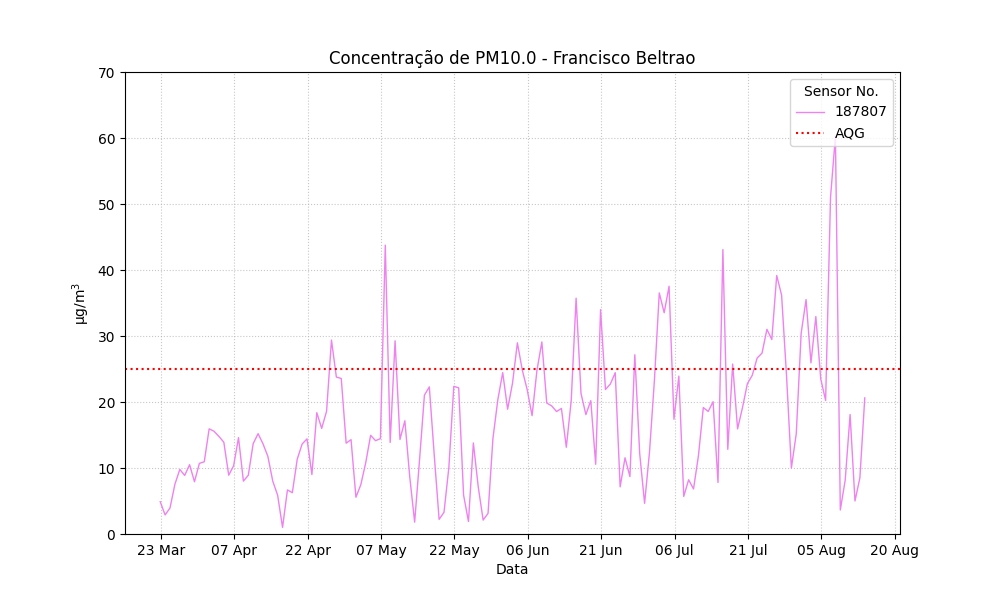 Concentração de PM10.0 - Francisco Beltrao
Sensor No.
187807
AQG
70
60
50
40
30
20
10
0
µg/m³
23 Mar 07 Apr 22 Apr 07 May 22 May 06 Jun 21 Jun 06 Jul 21 Jul 05 Aug 20 Aug
Data